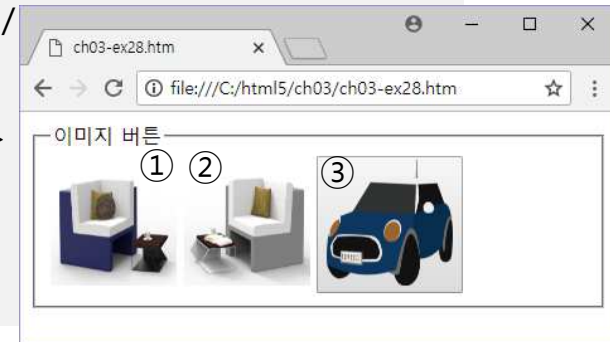 /
ch03-ex28.htm
file:///C:/html5/ch03/ch03-ex28.htm
이미지 버튼
① ② ③